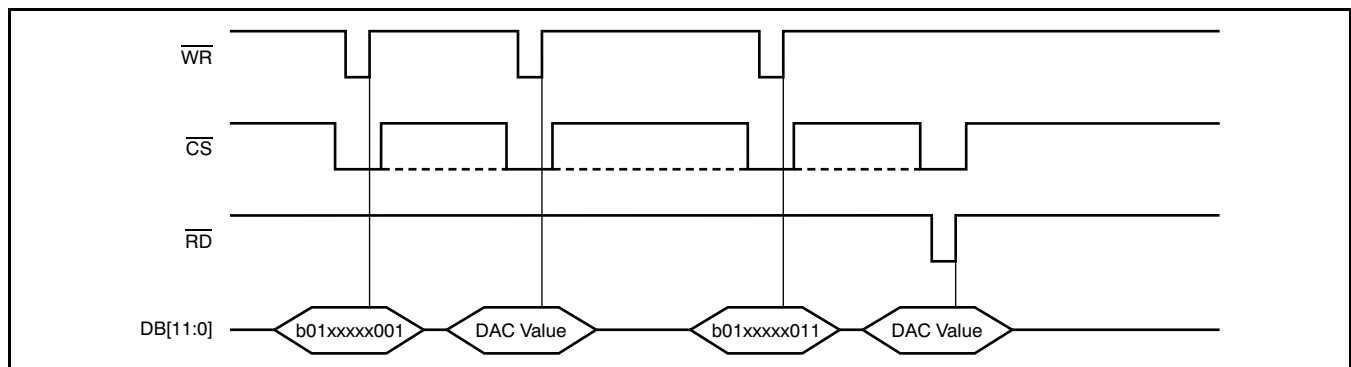 WR
CS
RD
DB[11:0]
b01xxxxx001
DAC Value
b01xxxxx011
DAC Value